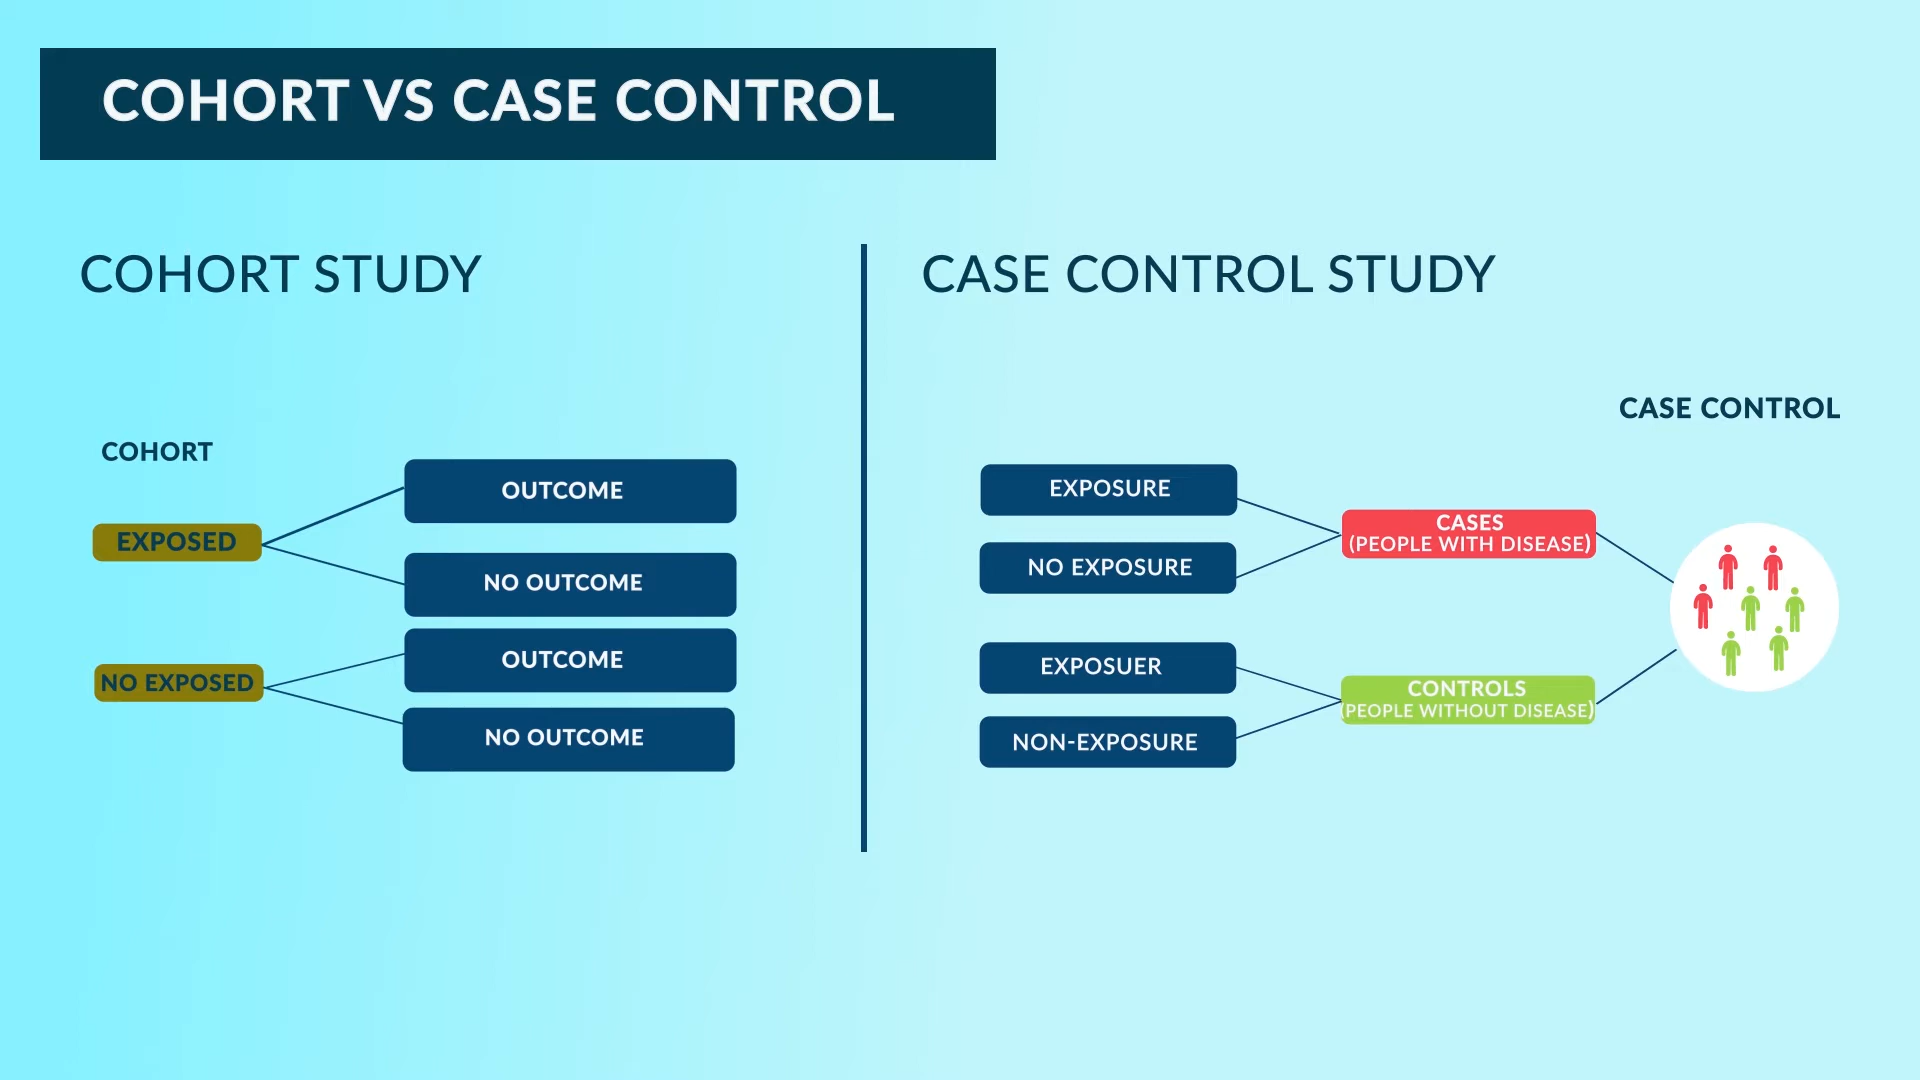 COHORT VS CASE CONTROL
COHORT STUDY
COHORT
EXPOSED
OUTCOME
NO OUTCOME
NO EXPOSED
OUTCOME
NO OUTCOME
CASE CONTROL STUDY
CASE CONTROL
EXPOSURE
NO EXPOSURE
CASES
(PEOPLE WITH DISEASE)
EXPOSUER
NON-EXPOSURE
CONTROLS
(PEOPLE WITHOUT DISEASE)